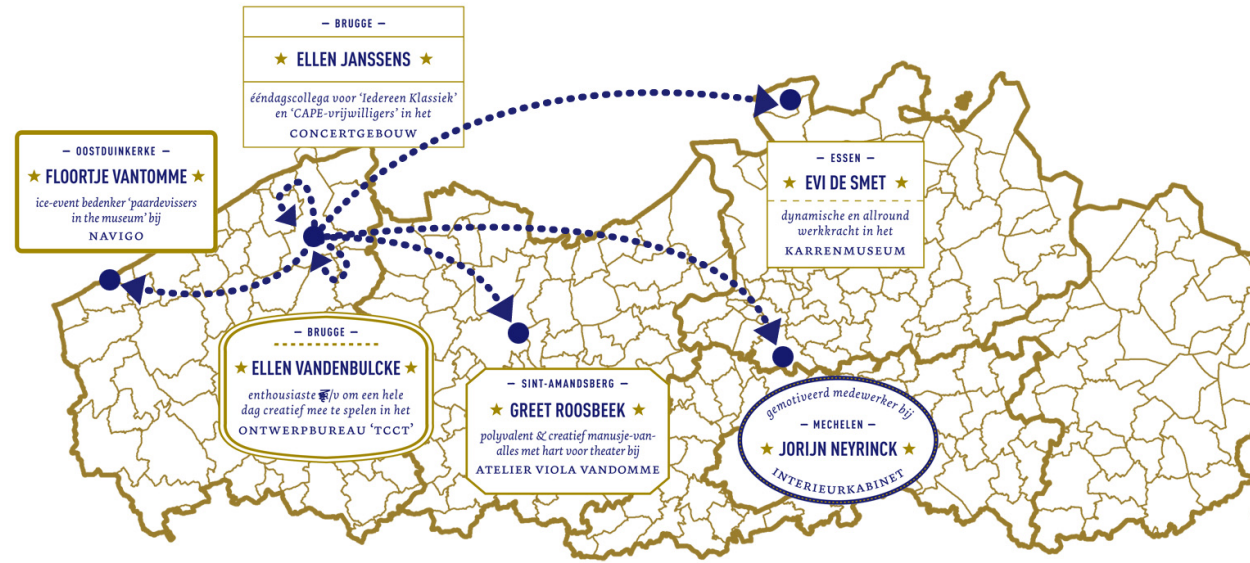 – BRUGGE –
★ ELLEN JANSSENS ★
ééndagscollega voor ‘Iedereen Klassiek’
en ‘CAPE-vrijwilligers’ in het
CONCERTGEBOUW
– OOSTDUINKERKE –
★ FLOORTJE VANTOMME ★
ice-event bedenker ‘paardevissers
in the museum’ bij
NAVIGO
– ESSEN –
★ EVI DE SMET ★
dynamische en allround
werkkracht in het
KARRENMUSEUM
– BRUGGE –
★ ELLEN VANDENBULCKE ★
enthousiaste /v om een hele
dag creatief mee te spelen in het
ONTWERPBUREAU ‘TCCT’
– SINT-AMANDSBERG –
★ GREET ROOSBEEK ★
polyvalent & creatief manusje-van-
alles met hart voor theater bij
ATELIER VIOLA VANDOMME
gemotiveerd medewerker bij
– MECHELEN –
★ JORIJN NEYRINCK ★
INTERIEURKABINET